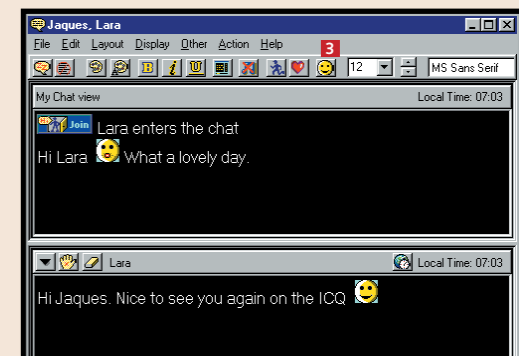 Jaques, Lara
File Edit Layout Display Other Action Help
3
B i U 12 MS Sans Serif
My Chat view Local Time: 07:03
Join Lara enters the chat
Hi Lara What a lovely day.
Lara Local Time: 07:03
Hi Jaques. Nice to see you again on the ICQ